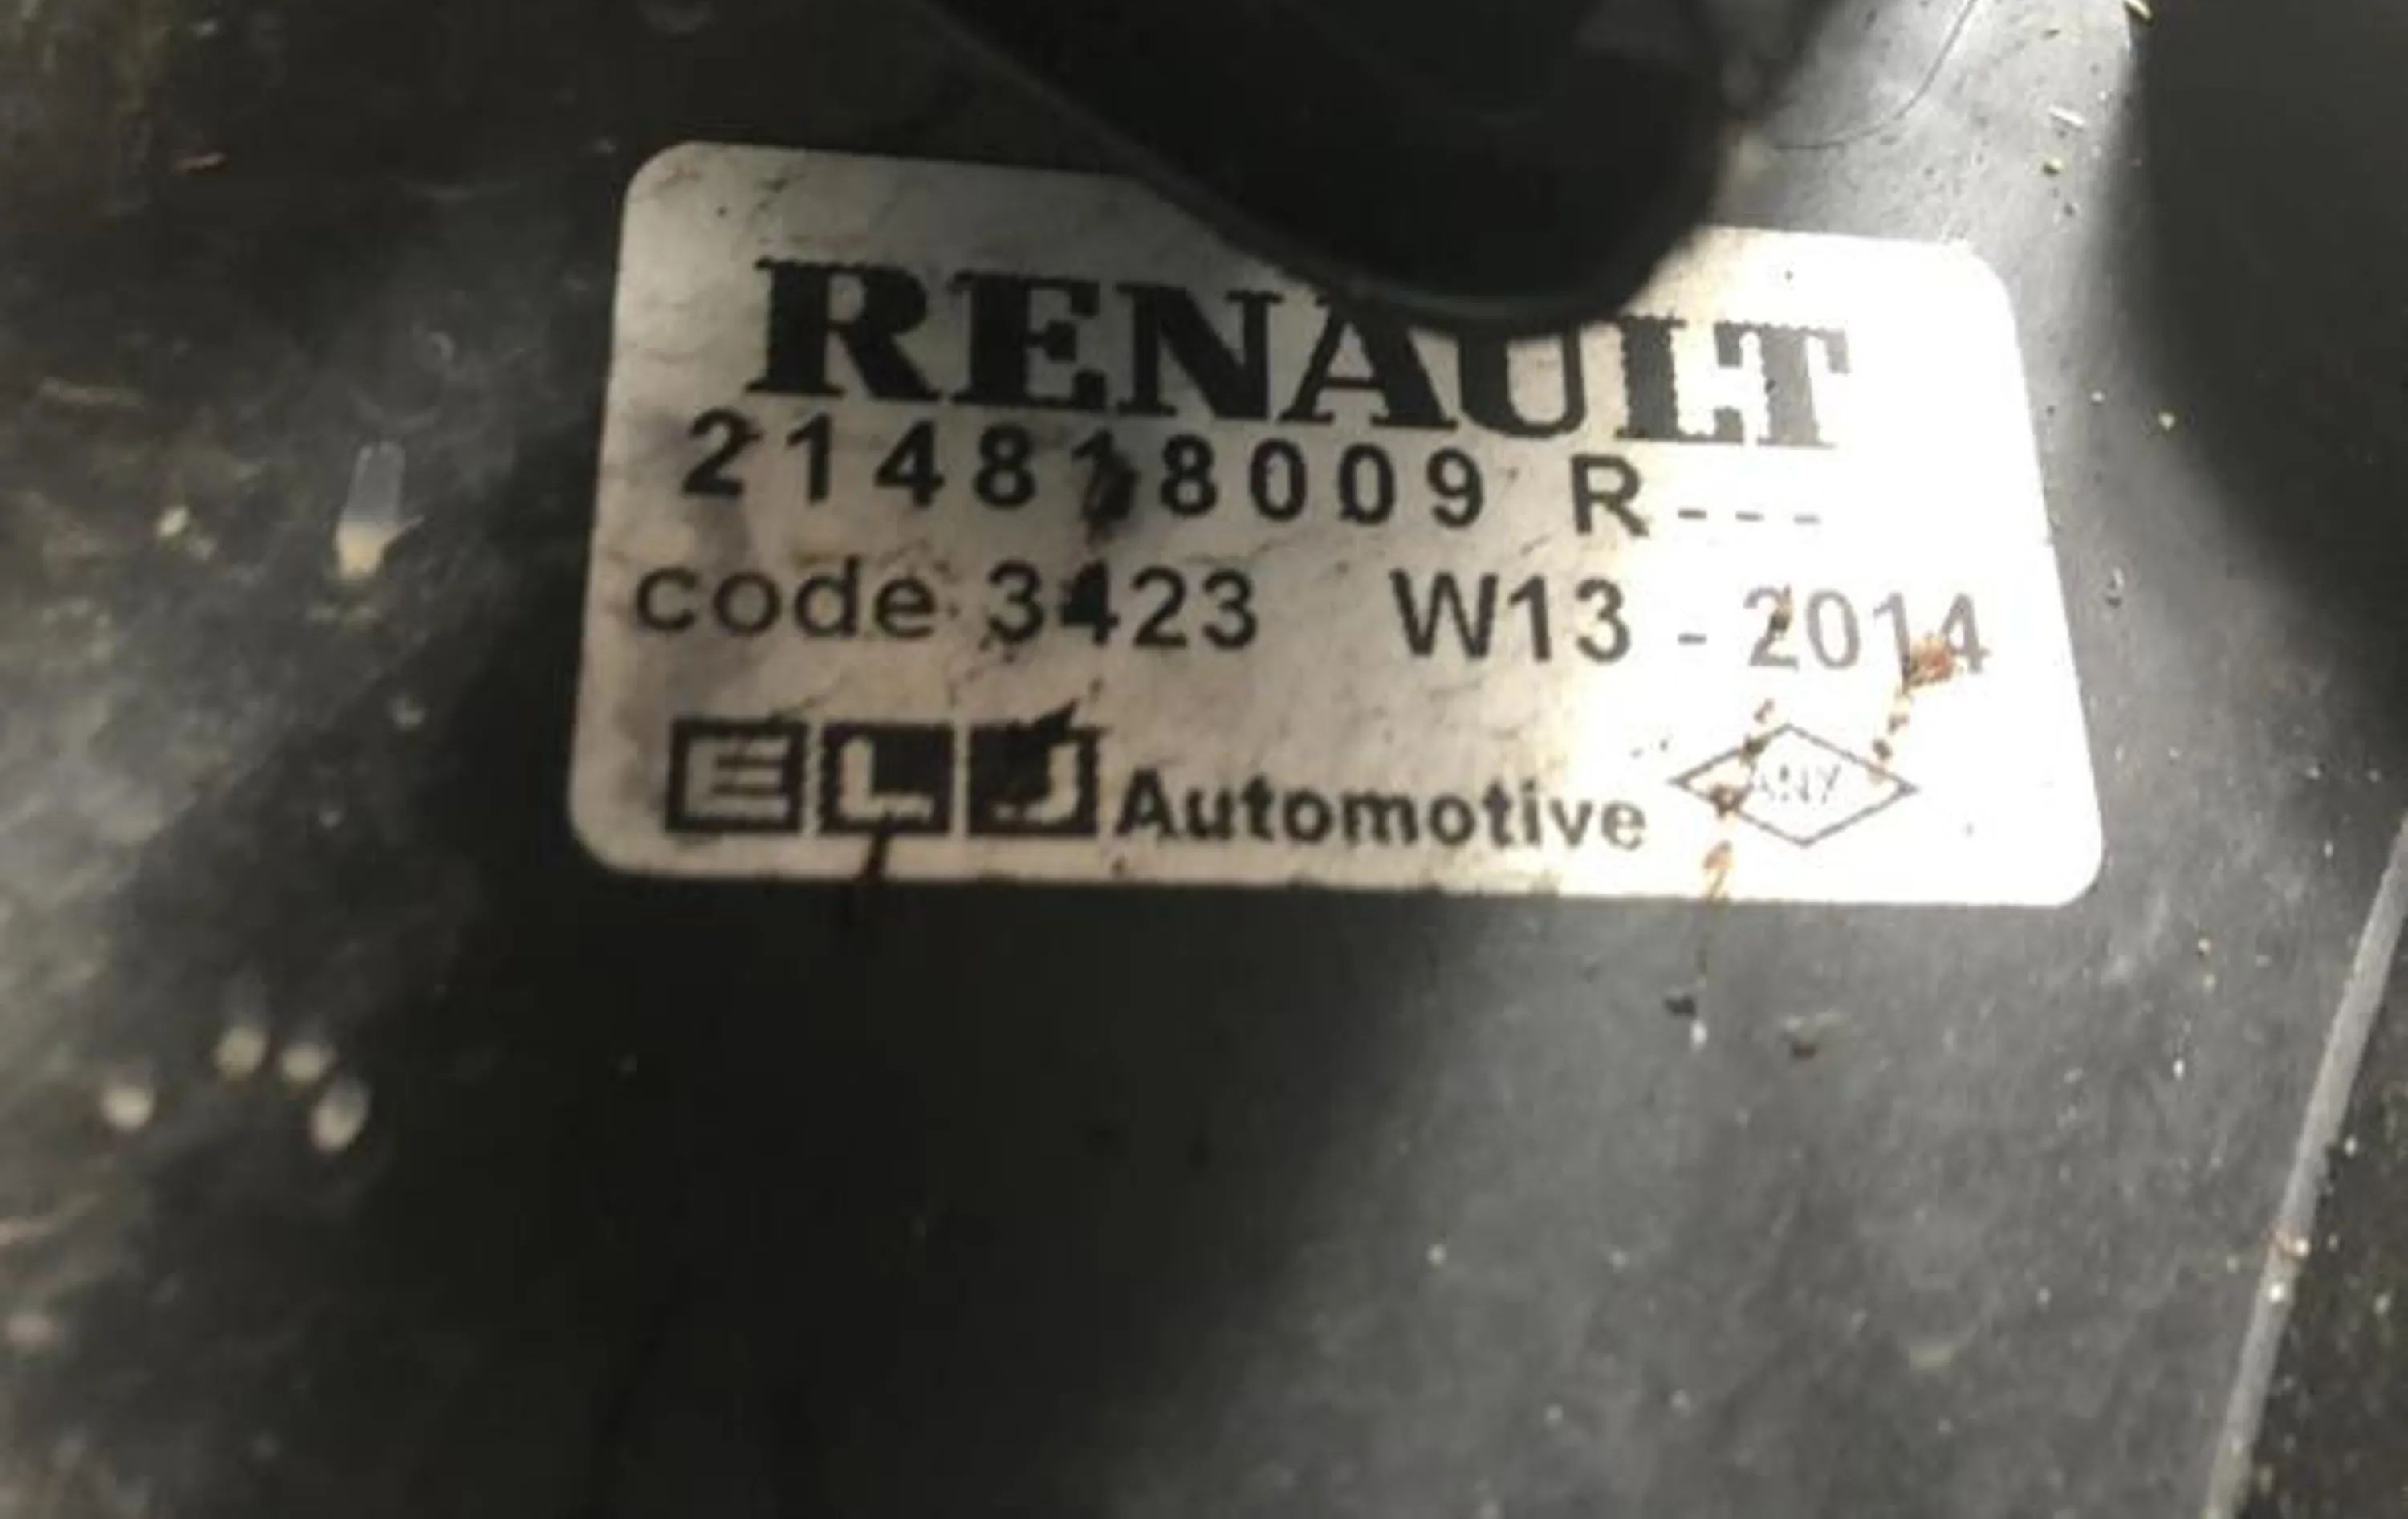 RENAULT
214818009 R---
code 3423 W13 - 2014
ELJ Automotive ANY